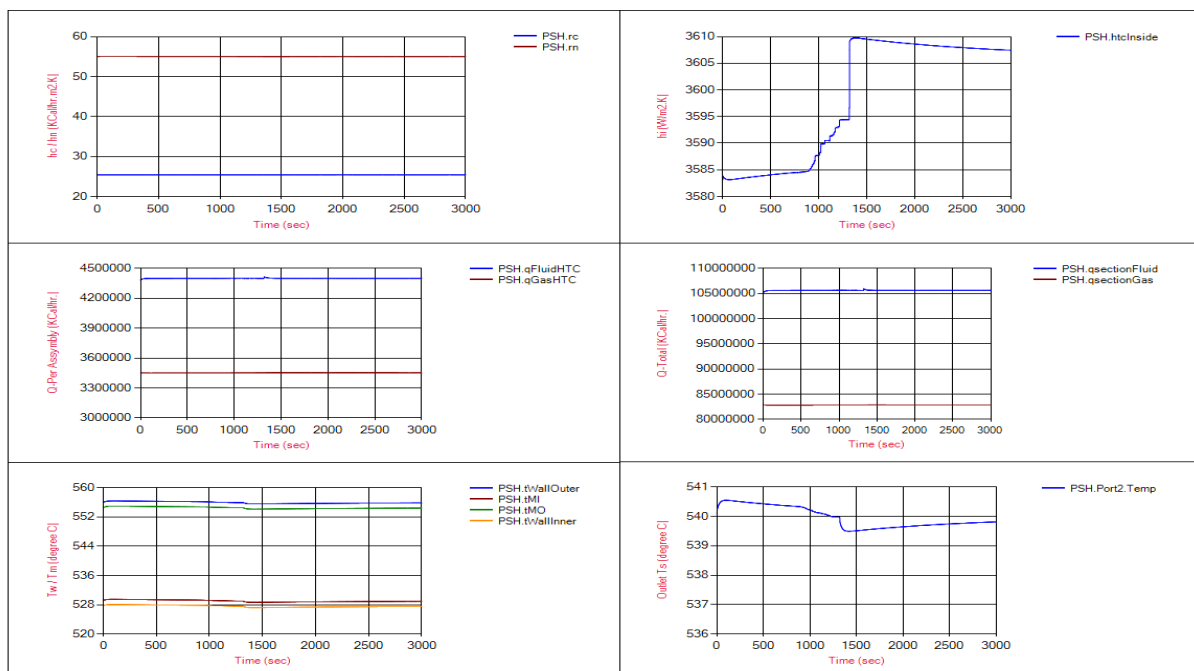 hc / hn [KCal/hr.m2.K]
60
50
40
30
20
0 500 1000 1500 2000 2500 3000
Time (sec)
PSH.rc
PSH.rn
hi [W/m2.K]
3610
3605
3600
3595
3590
3585
3580
0 500 1000 1500 2000 2500 3000
Time (sec)
PSH.htcInside
Q-Per Assymbly [KCal/hr.]
4500000
4200000
3900000
3600000
3300000
3000000
0 500 1000 1500 2000 2500 3000
Time (sec)
PSH.qFluidHTC
PSH.qGasHTC
Q-Total [KCal/hr.]
110000000
105000000
100000000
95000000
90000000
85000000
80000000
0 500 1000 1500 2000 2500 3000
Time (sec)
PSH.qsectionFluid
PSH.qsectionGas
Tw / Tm [degree C]
560
552
544
536
528
520
0 500 1000 1500 2000 2500 3000
Time (sec)
PSH.tWallOuter
PSH.tMI
PSH.tMO
PSH.tWallInner
Outlet Ts [degree C]
541
540
539
538
537
536
0 500 1000 1500 2000 2500 3000
Time (sec)
PSH.Port2.Temp